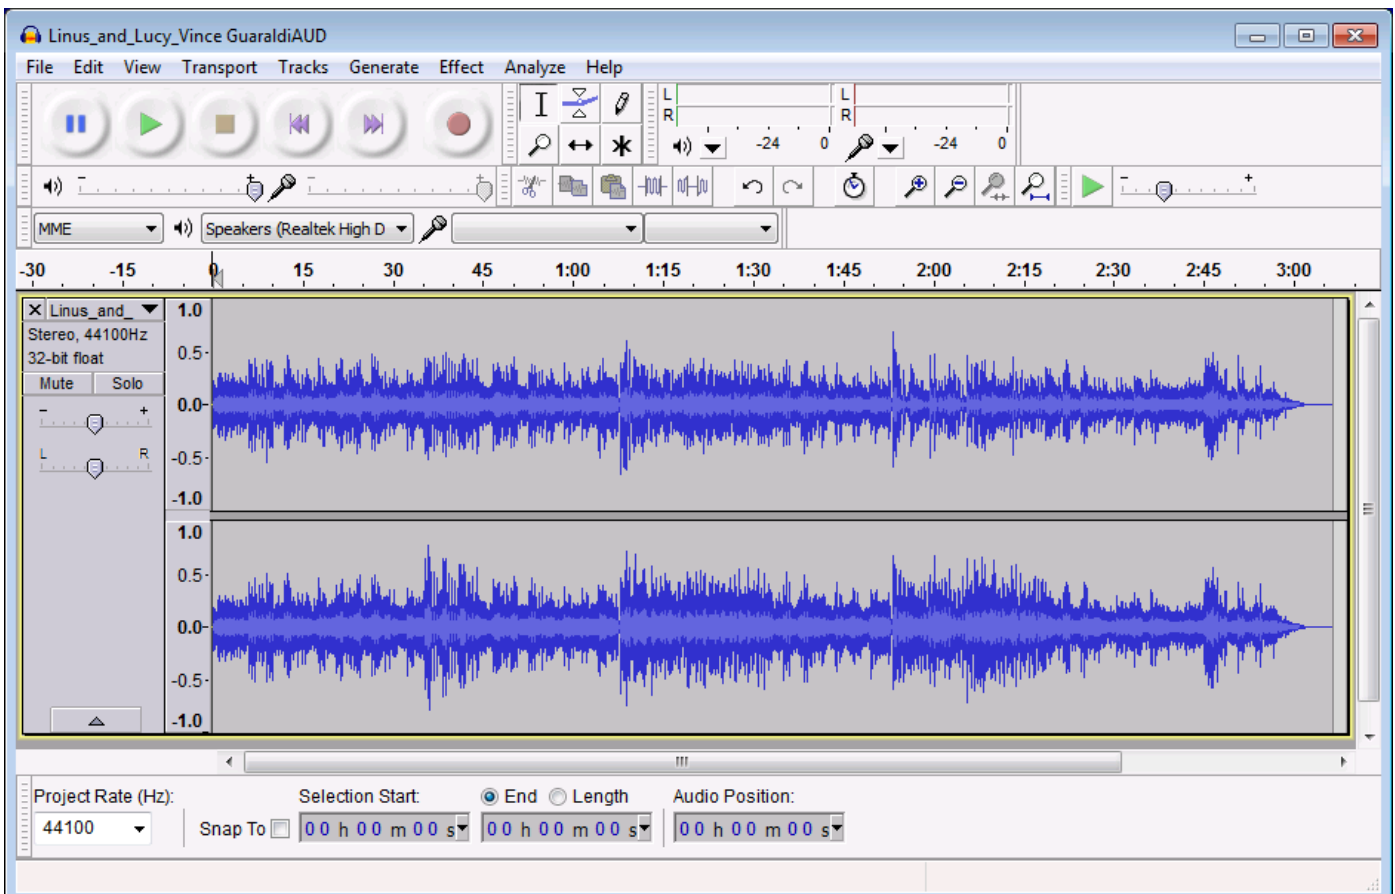 Linus_and_Lucy_Vince GuaraldiAUD
File Edit View Transport Tracks Generate Effect Analyze Help
L L
R R
-24 0 -24 0
- +
MME Speakers (Realtek High D
-30 -15 0 15 30 45 1:00 1:15 1:30 1:45 2:00 2:15 2:30 2:45 3:00
X Linus_and_ 1.0
Stereo, 44100Hz
32-bit float 0.5
Mute Solo
- + 0.0
L R -0.5
-1.0
1.0
0.5
0.0
-0.5
-1.0
Project Rate (Hz): Selection Start: End Length Audio Position:
44100 Snap To 00 h 00 m 00 s 00 h 00 m 00 s 00 h 00 m 00 s